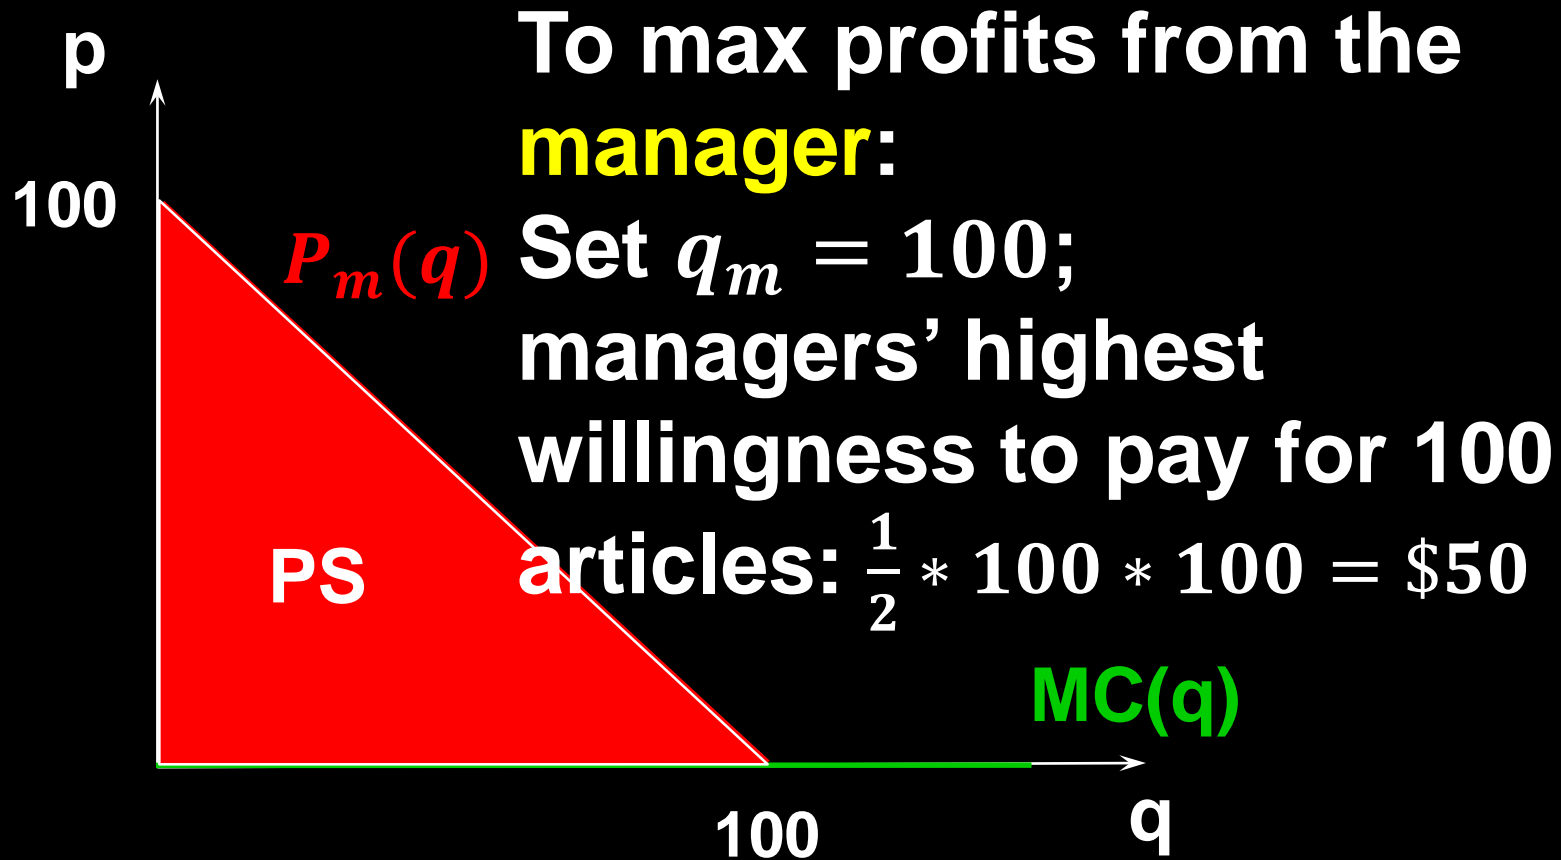 p
To max profits from the
manager:
100
P_m(q)
Set q_m = 100;
managers’ highest
willingness to pay for 100
articles: 1/2 * 100 * 100 = $50
PS
MC(q)
100
q